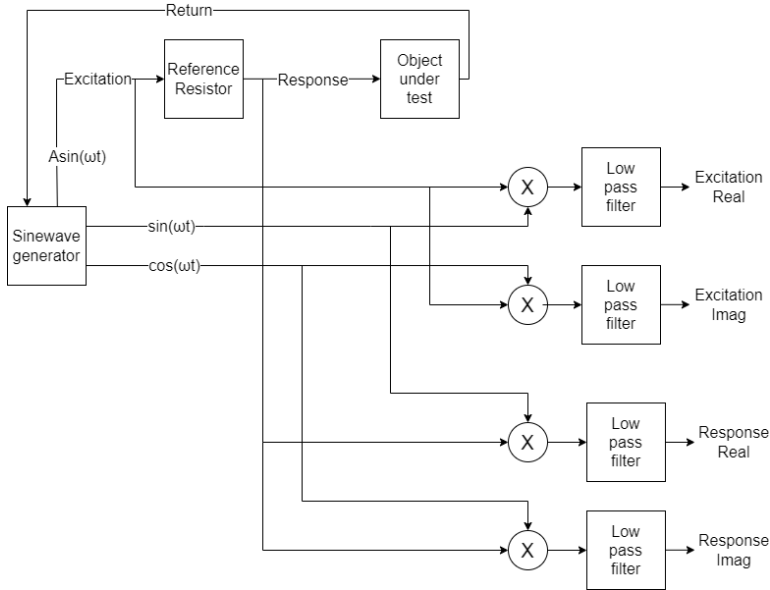 Return
Excitation
Reference
Resistor
Response
Object
under
test
Asin(ωt)
Sinewave
generator
sin(ωt)
cos(ωt)
X
Low
pass
filter
Excitation
Real
X
Low
pass
filter
Excitation
Imag
X
Low
pass
filter
Response
Real
X
Low
pass
filter
Response
Imag